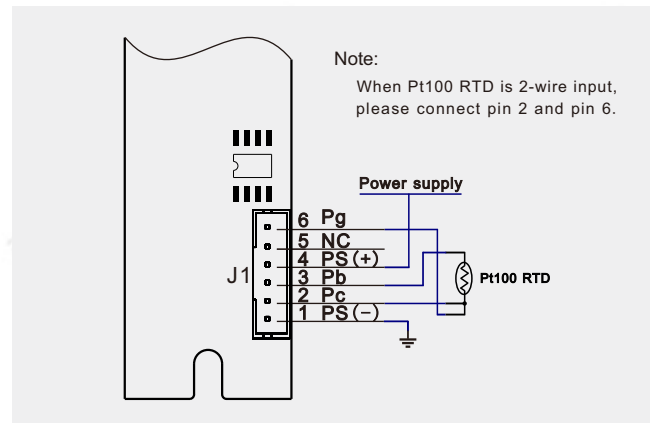 Note:
When Pt100 RTD is 2-wire input,
please connect pin 2 and pin 6.
Power supply
6 Pg
5 NC
4 PS(+)
3 Pb
2 Pc
1 PS(-)
J1
Pt100 RTD